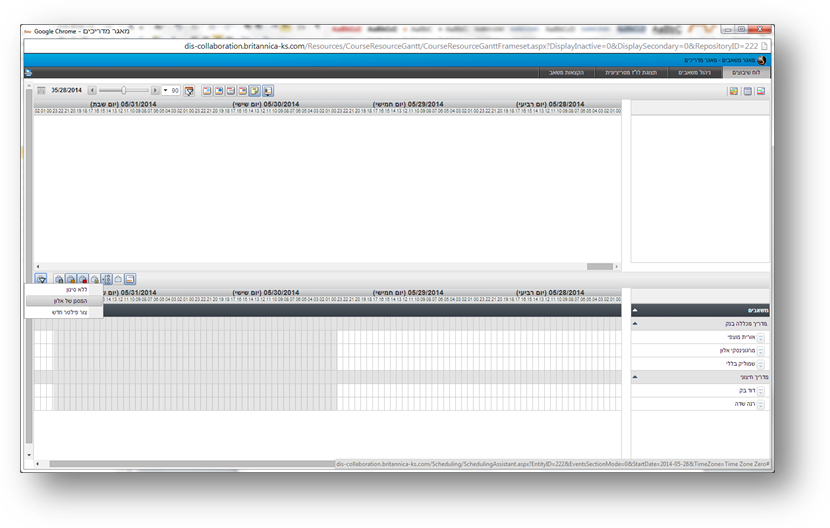 Google Chrome - מאגר מדריכים
dis-collaboration.britannica-ks.com/Resources/CourseResourceGantt/CourseResourceGanttFrameset.aspx?DisplayInactive=0&DisplaySecondary=0&RepositoryID=222
מאגר משאבים - מאגר מדריכים
לוח שיבוצים
ניהול משאבים
תצוגת לו"ז מטריציונית
הקצאות משאב
35/28/2014
90
05/28/2014 (יום רביעי)
05/29/2014 (יום חמישי)
05/30/2014 (יום שישי)
05/31/2014 (יום שבת)
ללא סינון
המסנן של אלון
צור פילטר חדש
05/28/2014 (יום רביעי)
05/29/2014 (יום חמישי)
05/30/2014 (יום שישי)
05/31/2014 (יום ש
משאבים
מדריך מכללה בנק
אורית מועפי
מרגונינסקי אלון
שמוליק בללי
מדריך חיצוני
דוד בק
רנה שדה
dis-collaboration.britannica-ks.com/Scheduling/SchedulingAssistant.aspx?EntityID=222&EventsSectionMode=0&StartDate=2014-05-28&TimeZone=Time Zone Zero#